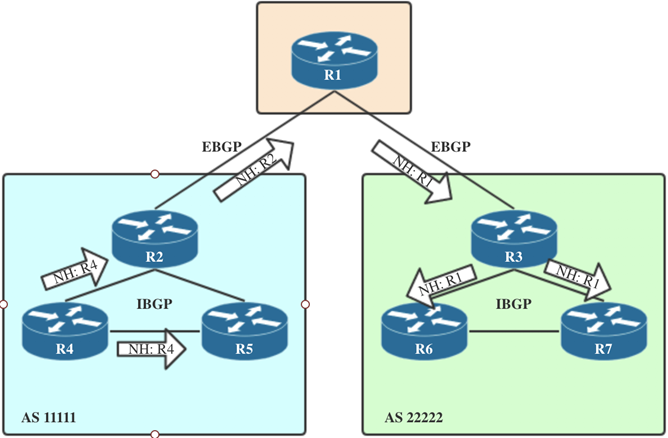 R1
EBGP
NH: R2
EBGP
NH: R1
R2
NH: R4
IBGP
R4
NH: R4
R5
AS 11111
R3
NH: R1
NH: R1
IBGP
R6
R7
AS 22222